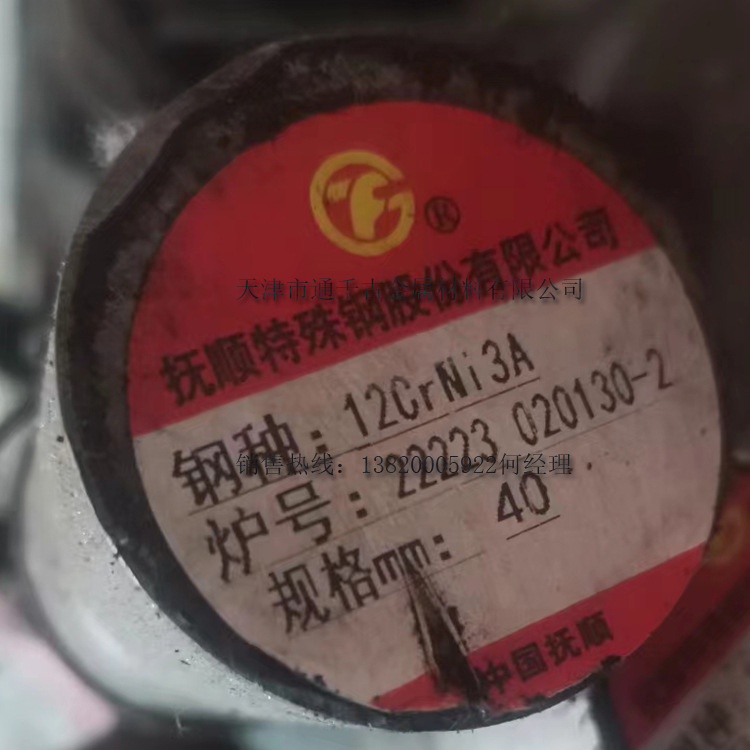 ®
抚顺特殊钢股份有限公司
天津市通
材料有限公司
钢种：12CrNi3A
炉号：22223 020130-2
销售热线：13820005922何经理
规格mm：40
中国抚顺